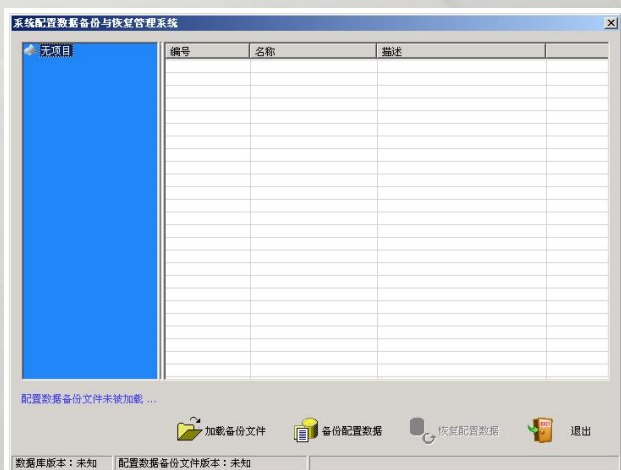 系统配置数据备份与恢复管理系统
无项目
编号 名称 描述
配置数据备份文件未被加载 ...
加载备份文件 备份配置数据 恢复配置数据 退出
数据库版本：未知 配置数据备份文件版本：未知